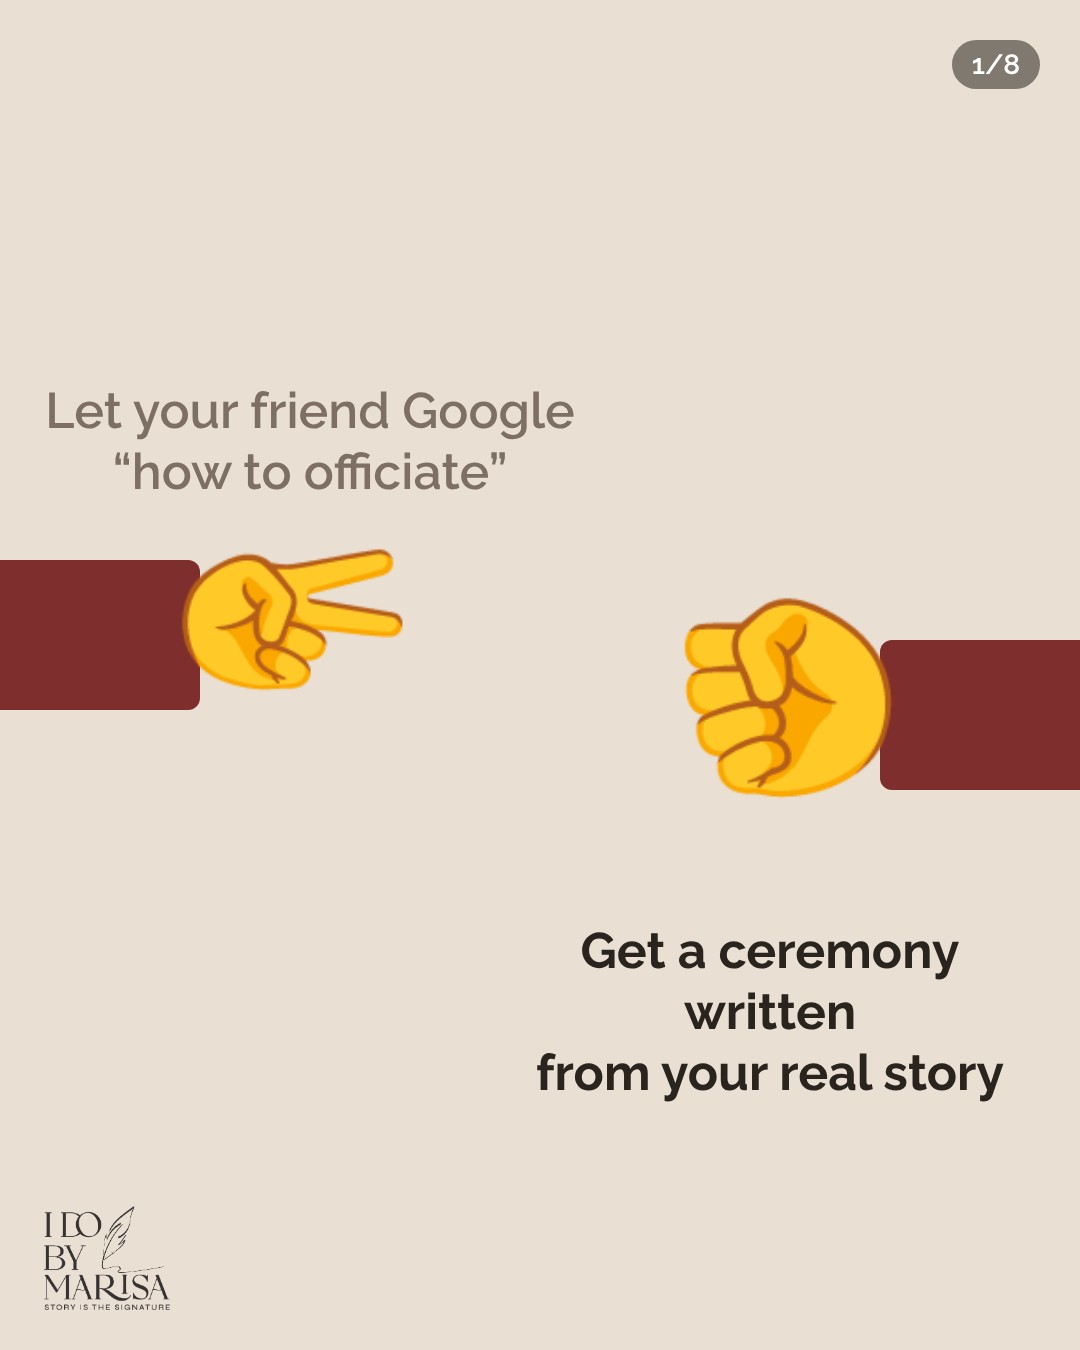 1/8
Let your friend Google
“how to officiate”
Get a ceremony
written
from your real story
I DO
BY
MARISA
STORY IS THE SIGNATURE